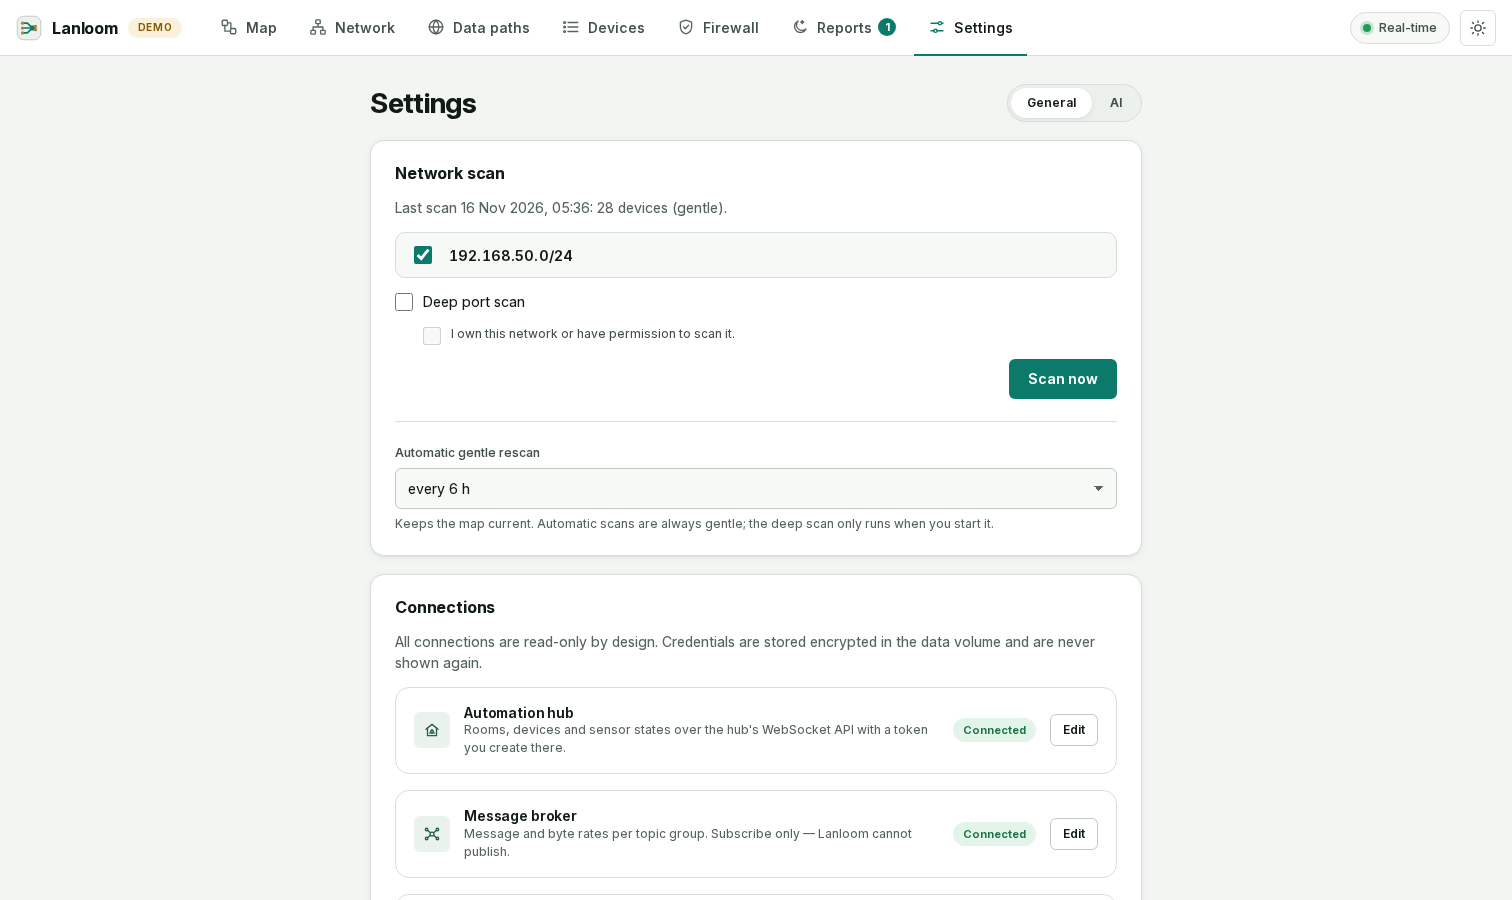 Lanloom DEMO Map Network Data paths Devices Firewall Reports 1 Settings Real-time
Settings General AI
Network scan
Last scan 16 Nov 2026, 05:36: 28 devices (gentle).
192.168.50.0/24
Deep port scan
I own this network or have permission to scan it.
Scan now
Automatic gentle rescan
every 6 h
Keeps the map current. Automatic scans are always gentle; the deep scan only runs when you start it.
Connections
All connections are read-only by design. Credentials are stored encrypted in the data volume and are never
shown again.
Automation hub
Rooms, devices and sensor states over the hub's WebSocket API with a token
you create there.
Connected Edit
Message broker
Message and byte rates per topic group. Subscribe only — Lanloom cannot
publish.
Connected Edit